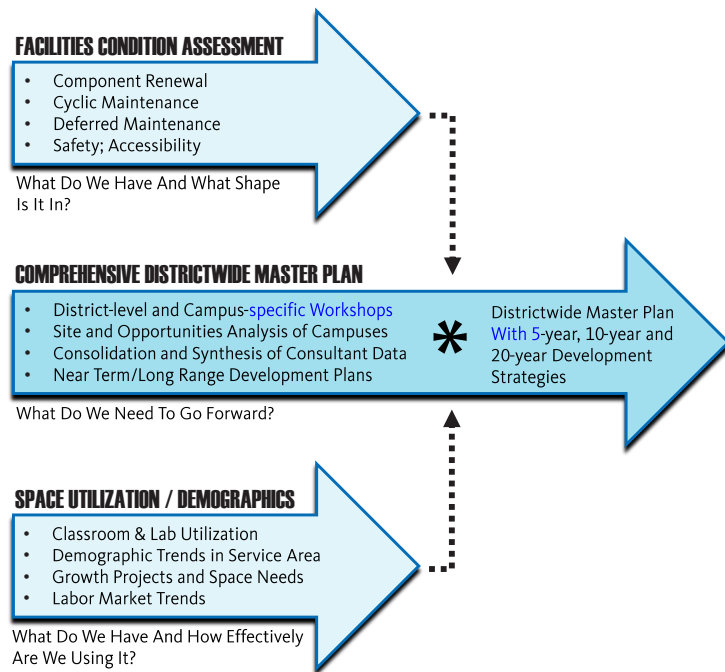 FACILITIES CONDITION ASSESSMENT
• Component Renewal
• Cyclic Maintenance
• Deferred Maintenance
• Safety; Accessibility
What Do We Have And What Shape
Is It In?
COMPREHENSIVE DISTRICTWIDE MASTER PLAN
• District-level and Campus-specific Workshops
• Site and Opportunities Analysis of Campuses
• Consolidation and Synthesis of Consultant Data
• Near Term/Long Range Development Plans
*
Districtwide Master Plan
With 5-year, 10-year and
20-year Development
Strategies
What Do We Need To Go Forward?
SPACE UTILIZATION / DEMOGRAPHICS
• Classroom & Lab Utilization
• Demographic Trends in Service Area
• Growth Projects and Space Needs
• Labor Market Trends
What Do We Have And How Effectively
Are We Using It?